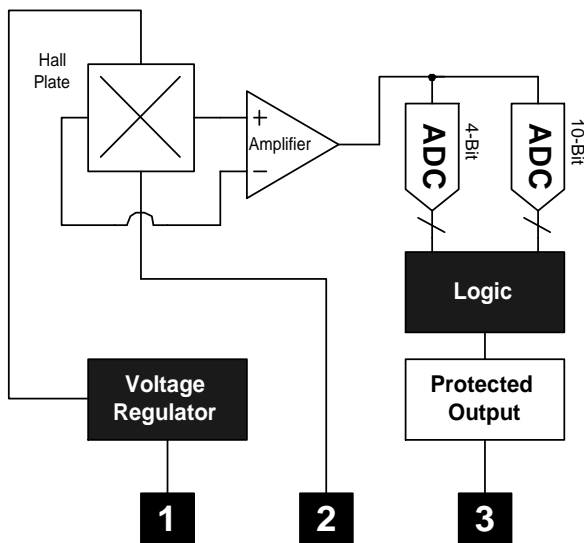 Hall
Plate
+
Amplifier
−
ADC
4-Bit
ADC
10-Bit
Logic
Voltage
Regulator
Protected
Output
1
2
3